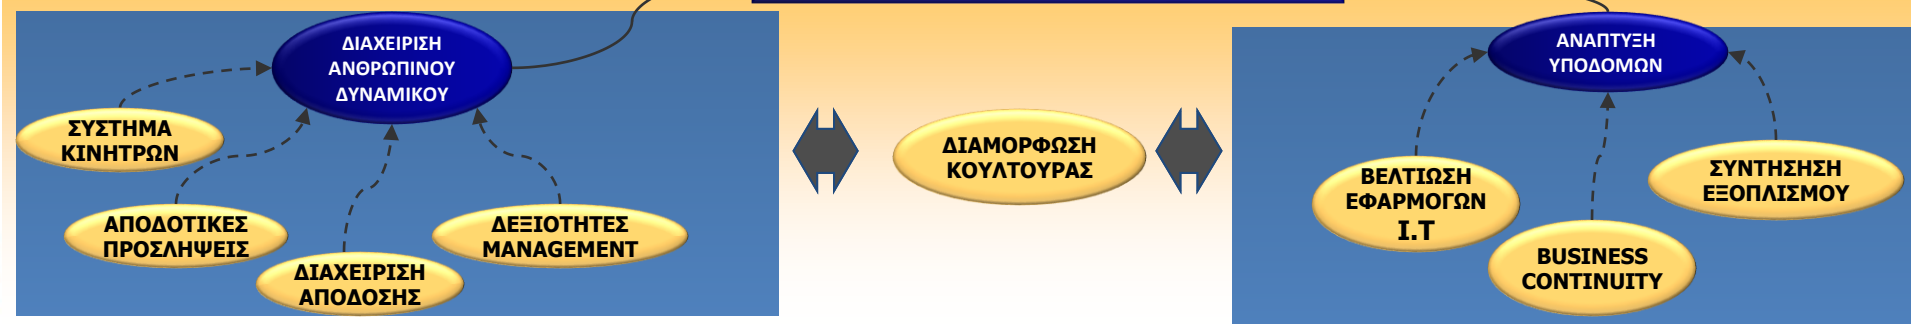 ΔΙΑΧΕΙΡΙΣΗ
ΑΝΘΡΩΠΙΝΟΥ
ΔΥΝΑΜΙΚΟΥ
ΣΥΣΤΗΜΑ
ΚΙΝΗΤΡΩΝ
ΑΠΟΔΟΤΙΚΕΣ
ΠΡΟΣΛΗΨΕΙΣ
ΔΙΑΧΕΙΡΙΣΗ
ΑΠΟΔΟΣΗΣ
ΔΕΞΙΟΤΗΤΕΣ
MANAGEMENT
ΔΙΑΜΟΡΦΩΣΗ
ΚΟΥΛΤΟΥΡΑΣ
ΑΝΑΠΤΥΞΗ
ΥΠΟΔΟΜΩΝ
ΒΕΛΤΙΩΣΗ
ΕΦΑΡΜΟΓΩΝ
Ι.Τ
BUSINESS
CONTINUITY
ΣΥΝΤΗΣΗΣΗ
ΕΞΟΠΛΙΣΜΟΥ